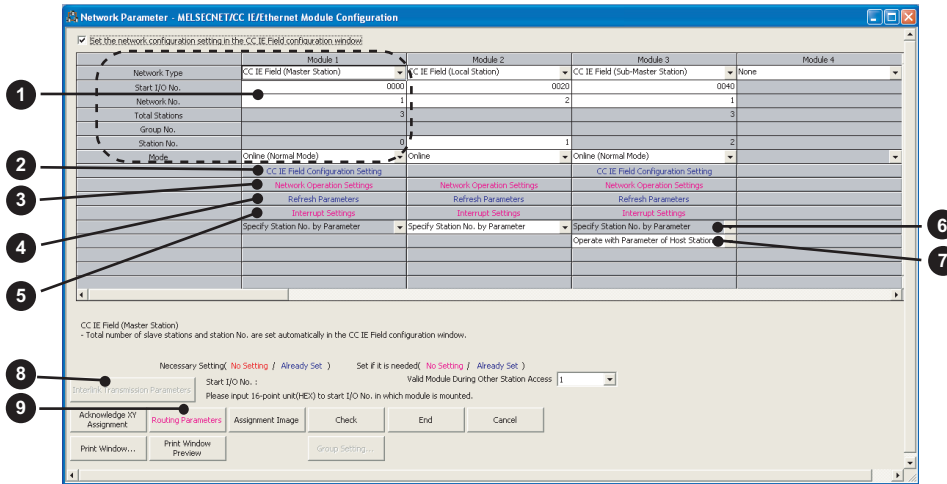 Network Parameter - MELSECNET/CC IE/Ethernet Module Configuration
Set the network configuration setting in the CC IE Field configuration window
Module 1 Module 2 Module 3 Module 4
Network Type CC IE Field (Master Station) CC IE Field (Local Station) CC IE Field (Sub-Master Station) None
1 Start I/O No. 0000 0020 0040
Network No. 1 2 1
Total Stations 3 3
Group No.
Station No. 0 1 2
Mode Online (Normal Mode) Online Online (Normal Mode)
2 CC IE Field Configuration Setting CC IE Field Configuration Setting
3 Network Operation Settings Network Operation Settings Network Operation Settings
4 Refresh Parameters Refresh Parameters Refresh Parameters
5 Interrupt Settings Interrupt Settings Interrupt Settings
Specify Station No. by Parameter Specify Station No. by Parameter Specify Station No. by Parameter 6
Operate with Parameter of Host Station 7
CC IE Field (Master Station)
- Total number of slave stations and station No. are set automatically in the CC IE Field configuration window.
Necessary Setting( No Setting / Already Set ) Set if it is needed( No Setting / Already Set )
8 Interlink Transmission Parameters Start I/O No. : Valid Module During Other Station Access 1
Please input 16-point unit(HEX) to start I/O No. in which module is mounted.
9
Acknowledge XY Assignment Routing Parameters Assignment Image Check End Cancel
Print Window... Print Window Preview Group Setting...